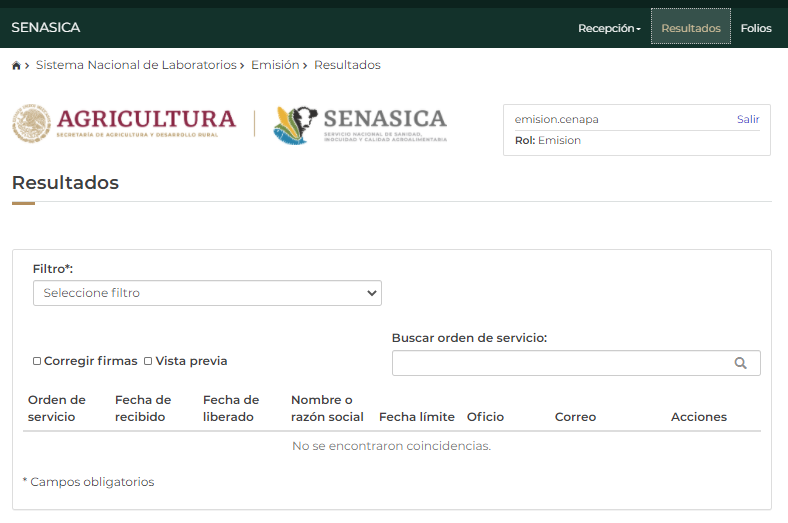 SENASICA
Recepción
Resultados
Folios
Sistema Nacional de Laboratorios › Emisión › Resultados
AGRICULTURA
SECRETARÍA DE AGRICULTURA Y DESARROLLO RURAL
SENASICA
SERVICIO NACIONAL DE SANIDAD,
INOCUIDAD Y CALIDAD AGROALIMENTARIA
emision.cenapa
Salir
Rol: Emision
Resultados
Filtro*:
Seleccione filtro
Buscar orden de servicio:
Corregir firmas
Vista previa
Orden de servicio
Fecha de recibido
Fecha de liberado
Nombre o razón social
Fecha límite
Oficio
Correo
Acciones
No se encontraron coincidencias.
* Campos obligatorios